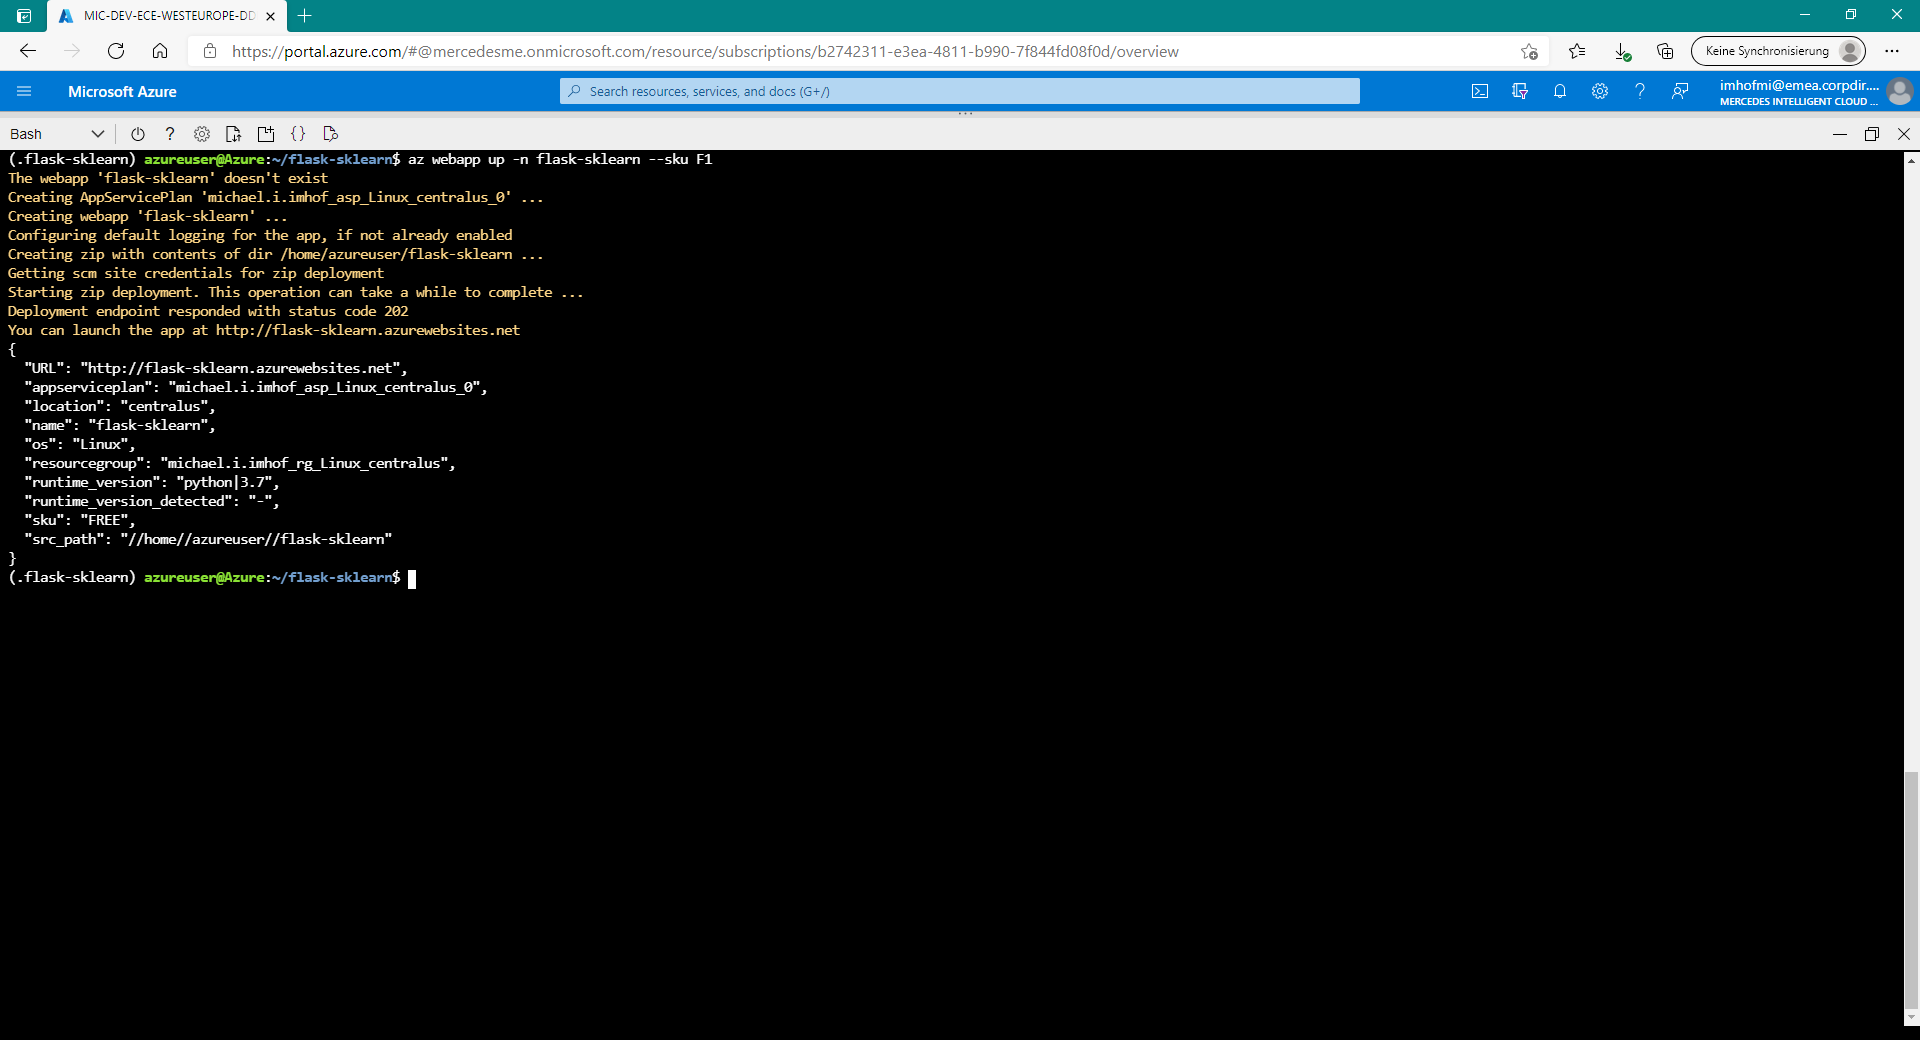 MIC-DEV-ECE-WESTEUROPE-DD
https://portal.azure.com/#@mercedesme.onmicrosoft.com/resource/subscriptions/b2742311-e3ea-4811-b990-7f844fd08f0d/overview
Keine Synchronisierung
Microsoft Azure
Search resources, services, and docs (G+/)
imhofmi@emea.corpdir....
MERCEDES INTELLIGENT CLOUD ...
Bash
(.flask-sklearn) azureuser@Azure:~/flask-sklearn$ az webapp up -n flask-sklearn --sku F1
The webapp 'flask-sklearn' doesn't exist
Creating AppServicePlan 'michael.i.imhof_asp_Linux_centralus_0' ...
Creating webapp 'flask-sklearn' ...
Configuring default logging for the app, if not already enabled
Creating zip with contents of dir /home/azureuser/flask-sklearn ...
Getting scm site credentials for zip deployment
Starting zip deployment. This operation can take a while to complete ...
Deployment endpoint responded with status code 202
You can launch the app at http://flask-sklearn.azurewebsites.net
{
  "URL": "http://flask-sklearn.azurewebsites.net",
  "appserviceplan": "michael.i.imhof_asp_Linux_centralus_0",
  "location": "centralus",
  "name": "flask-sklearn",
  "os": "Linux",
  "resourcegroup": "michael.i.imhof_rg_Linux_centralus",
  "runtime_version": "python|3.7",
  "runtime_version_detected": "-",
  "sku": "FREE",
  "src_path": "//home//azureuser//flask-sklearn"
}
(.flask-sklearn) azureuser@Azure:~/flask-sklearn$